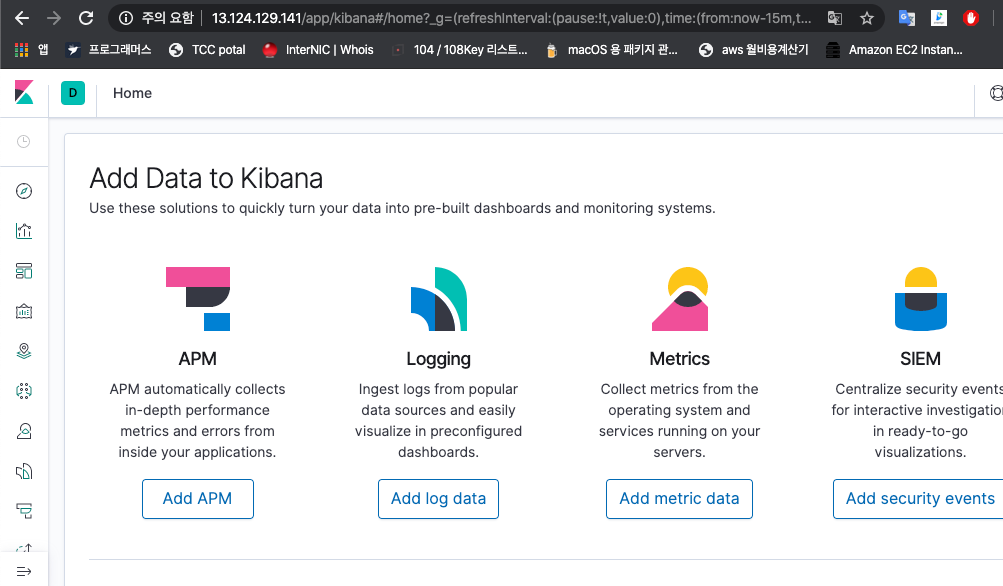 주의 요함 13.124.129.141/app/kibana#/home?_g=(refreshInterval:(pause:!t,value:0),time:(from:now-15m,t...
앱 프로그래머스 TCC potal InterNIC | Whois 104 / 108Key 리스트... macOS 용 패키지 관... aws 월비용계산기 Amazon EC2 Instan...
D Home
Add Data to Kibana
Use these solutions to quickly turn your data into pre-built dashboards and monitoring systems.
APM
APM automatically collects
in-depth performance
metrics and errors from
inside your applications.
Add APM
Logging
Ingest logs from popular
data sources and easily
visualize in preconfigured
dashboards.
Add log data
Metrics
Collect metrics from the
operating system and
services running on your
servers.
Add metric data
SIEM
Centralize security events
for interactive investigation
in ready-to-go
visualizations.
Add security events